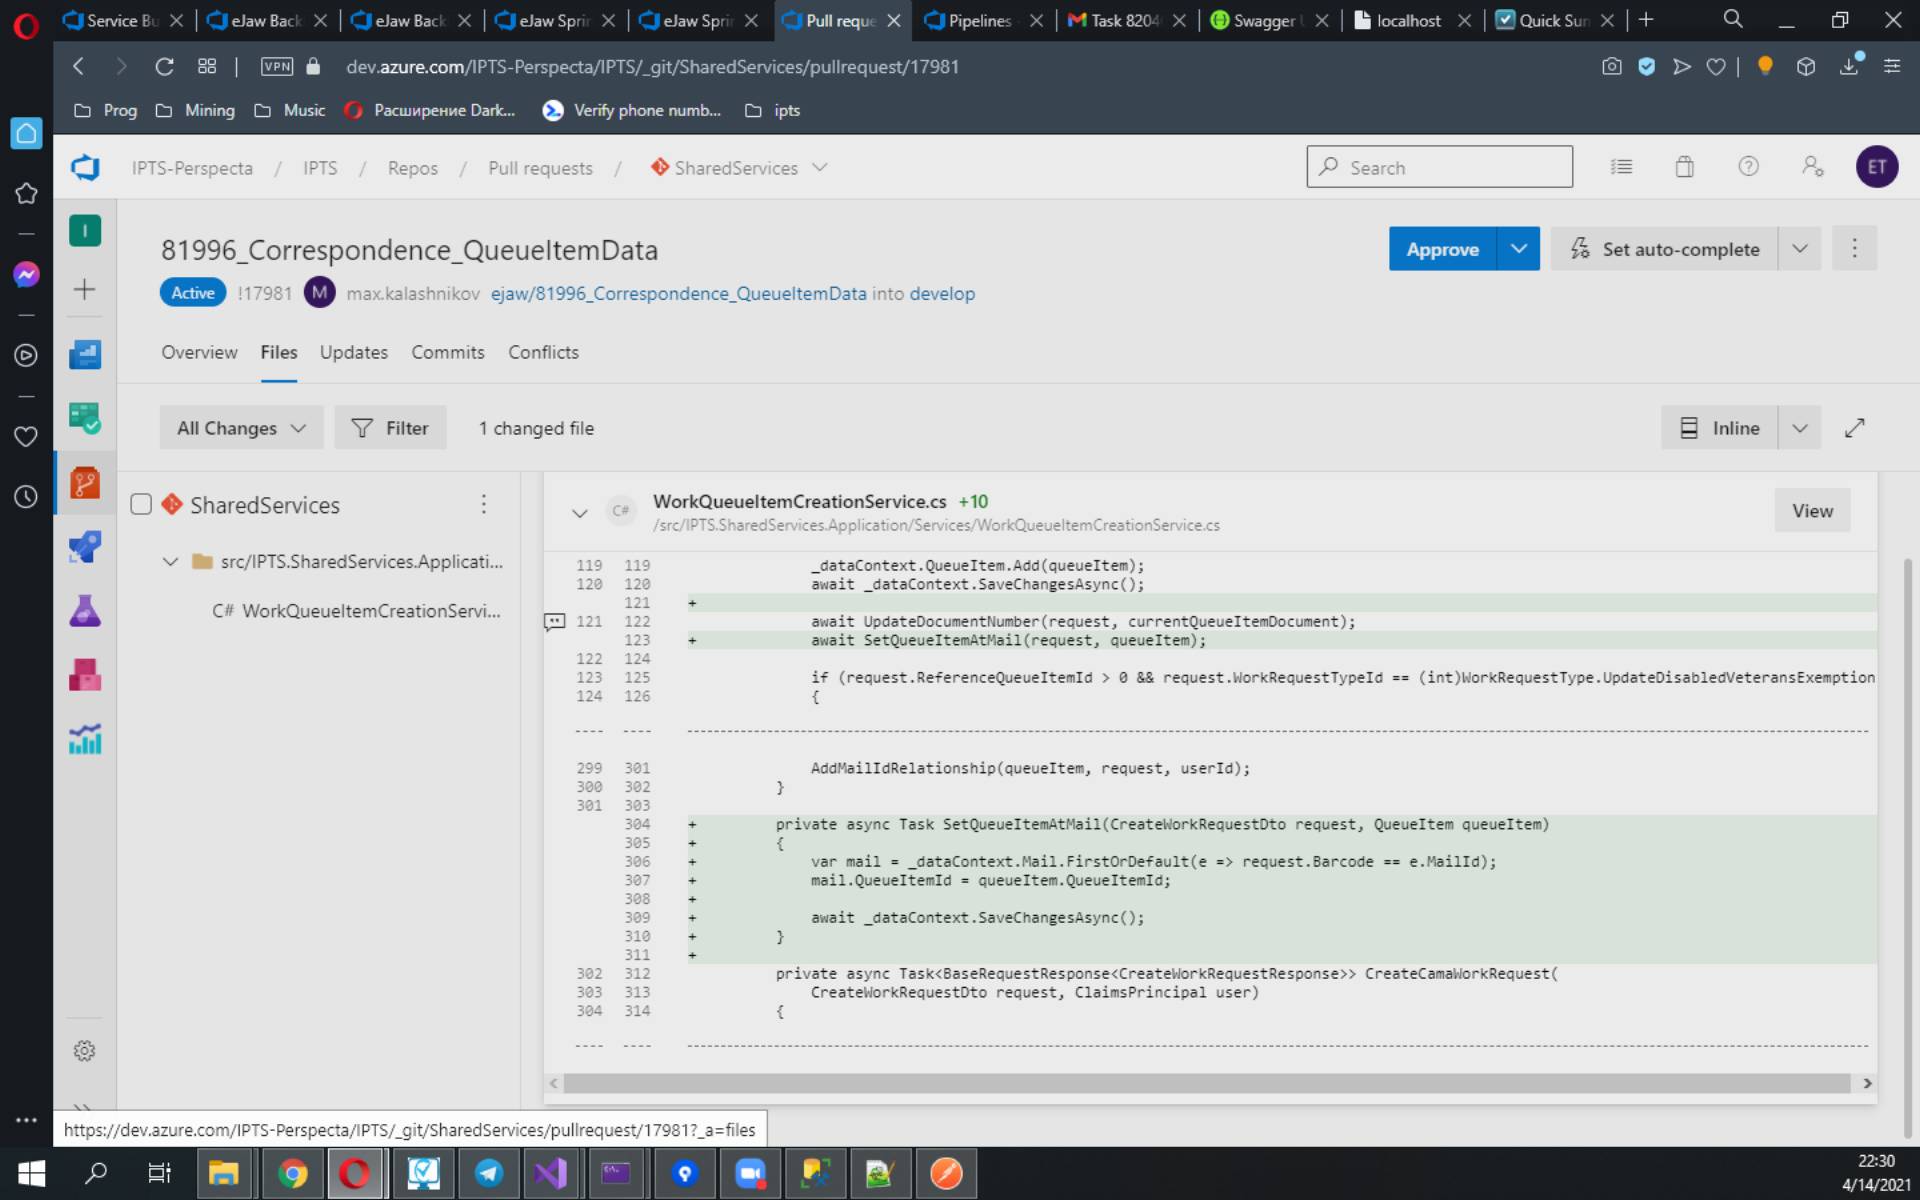 Service Bu
eJaw Back
eJaw Back
eJaw Sprin
eJaw Sprin
Pull reque
Pipelines
Task 8204
Swagger U
localhost
Quick Sum
VPN
dev.azure.com/IPTS-Perspecta/IPTS/_git/SharedServices/pullrequest/17981
Prog
Mining
Music
Расширение Dark...
Verify phone numb...
ipts
IPTS-Perspecta / IPTS / Repos / Pull requests / SharedServices
Search
ET
I
81996_Correspondence_QueueItemData
Approve
Set auto-complete
Active !17981 M max.kalashnikov ejaw/81996_Correspondence_QueueItemData into develop
Overview Files Updates Commits Conflicts
All Changes
Filter
1 changed file
Inline
SharedServices
src/IPTS.SharedServices.Applicati...
C# WorkQueueItemCreationServi...
C#
WorkQueueItemCreationService.cs +10
/src/IPTS.SharedServices.Application/Services/WorkQueueItemCreationService.cs
View
119 119 _dataContext.QueueItem.Add(queueItem);
120 120 await _dataContext.SaveChangesAsync();
121 +
121 122 await UpdateDocumentNumber(request, currentQueueItemDocument);
123 + await SetQueueItemAtMail(request, queueItem);
122 124
123 125 if (request.ReferenceQueueItemId > 0 && request.WorkRequestTypeId == (int)WorkRequestType.UpdateDisabledVeteransExemption
124 126 {
299 301 AddMailIdRelationship(queueItem, request, userId);
300 302 }
301 303
304 + private async Task SetQueueItemAtMail(CreateWorkRequestDto request, QueueItem queueItem)
305 + {
306 + var mail = _dataContext.Mail.FirstOrDefault(e => request.Barcode == e.MailId);
307 + mail.QueueItemId = queueItem.QueueItemId;
308 +
309 + await _dataContext.SaveChangesAsync();
310 + }
311 +
302 312 private async Task<BaseRequestResponse<CreateWorkRequestResponse>> CreateCamaWorkRequest(
303 313 CreateWorkRequestDto request, ClaimsPrincipal user)
304 314 {
https://dev.azure.com/IPTS-Perspecta/IPTS/_git/SharedServices/pullrequest/17981?_a=files
22:30
4/14/2021